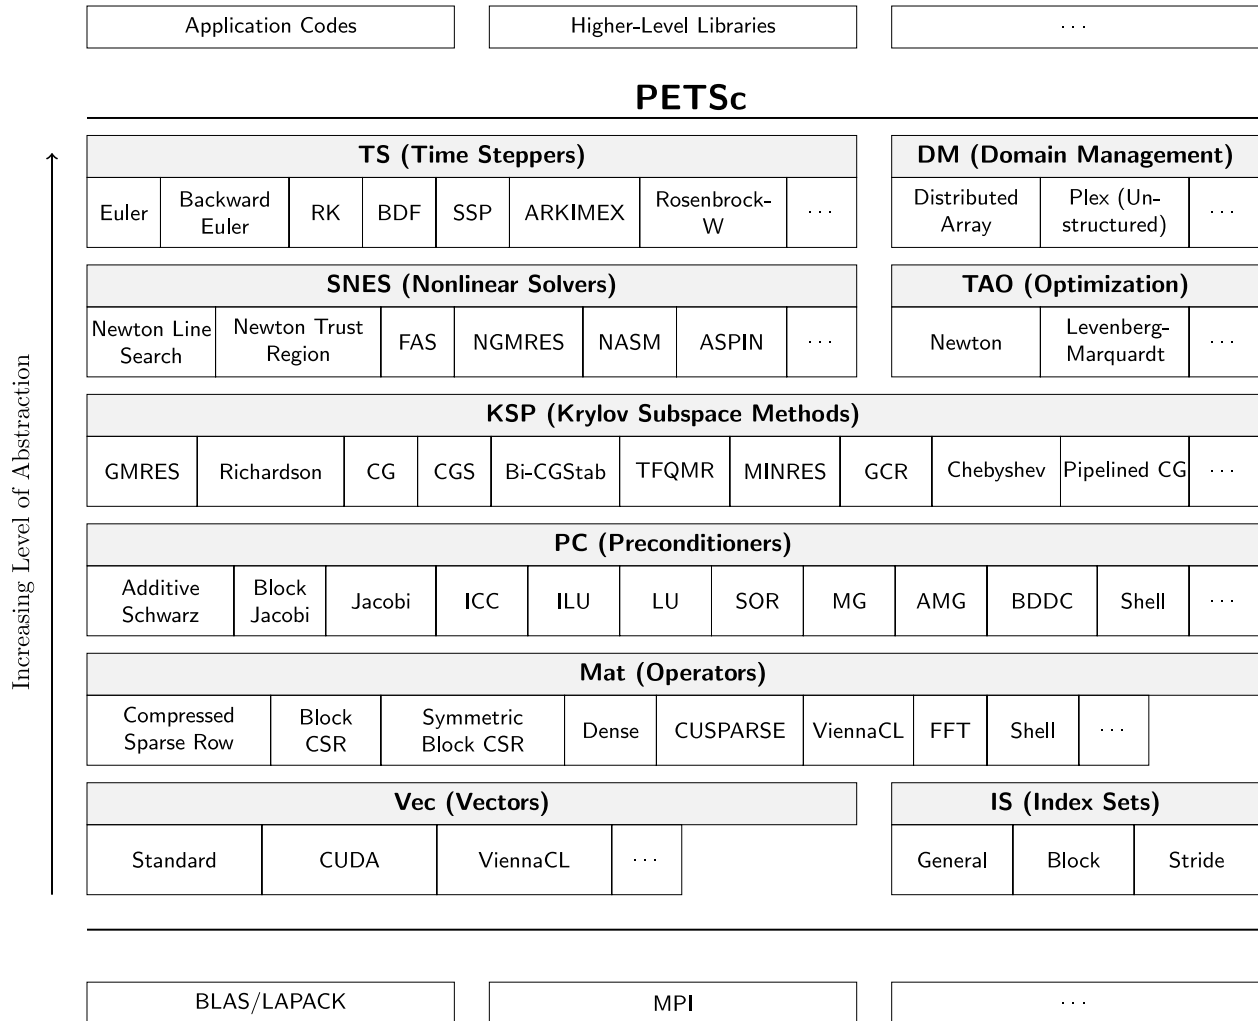 Application Codes
Higher-Level Libraries
...
PETSc
TS (Time Steppers)
Euler
Backward
Euler
RK
BDF
SSP
ARKIMEX
Rosenbrock-
W
...
DM (Domain Management)
Distributed
Array
Plex (Un-
structured)
...
SNES (Nonlinear Solvers)
Newton Line
Search
Newton Trust
Region
FAS
NGMRES
NASM
ASPIN
...
TAO (Optimization)
Newton
Levenberg-
Marquardt
...
KSP (Krylov Subspace Methods)
GMRES
Richardson
CG
CGS
Bi-CGStab
TFQMR
MINRES
GCR
Chebyshev
Pipelined CG
...
PC (Preconditioners)
Additive
Schwarz
Block
Jacobi
Jacobi
ICC
ILU
LU
SOR
MG
AMG
BDDC
Shell
...
Mat (Operators)
Compressed
Sparse Row
Block
CSR
Symmetric
Block CSR
Dense
CUSPARSE
ViennaCL
FFT
Shell
...
Vec (Vectors)
Standard
CUDA
ViennaCL
...
IS (Index Sets)
General
Block
Stride
Increasing Level of Abstraction
BLAS/LAPACK
MPI
...